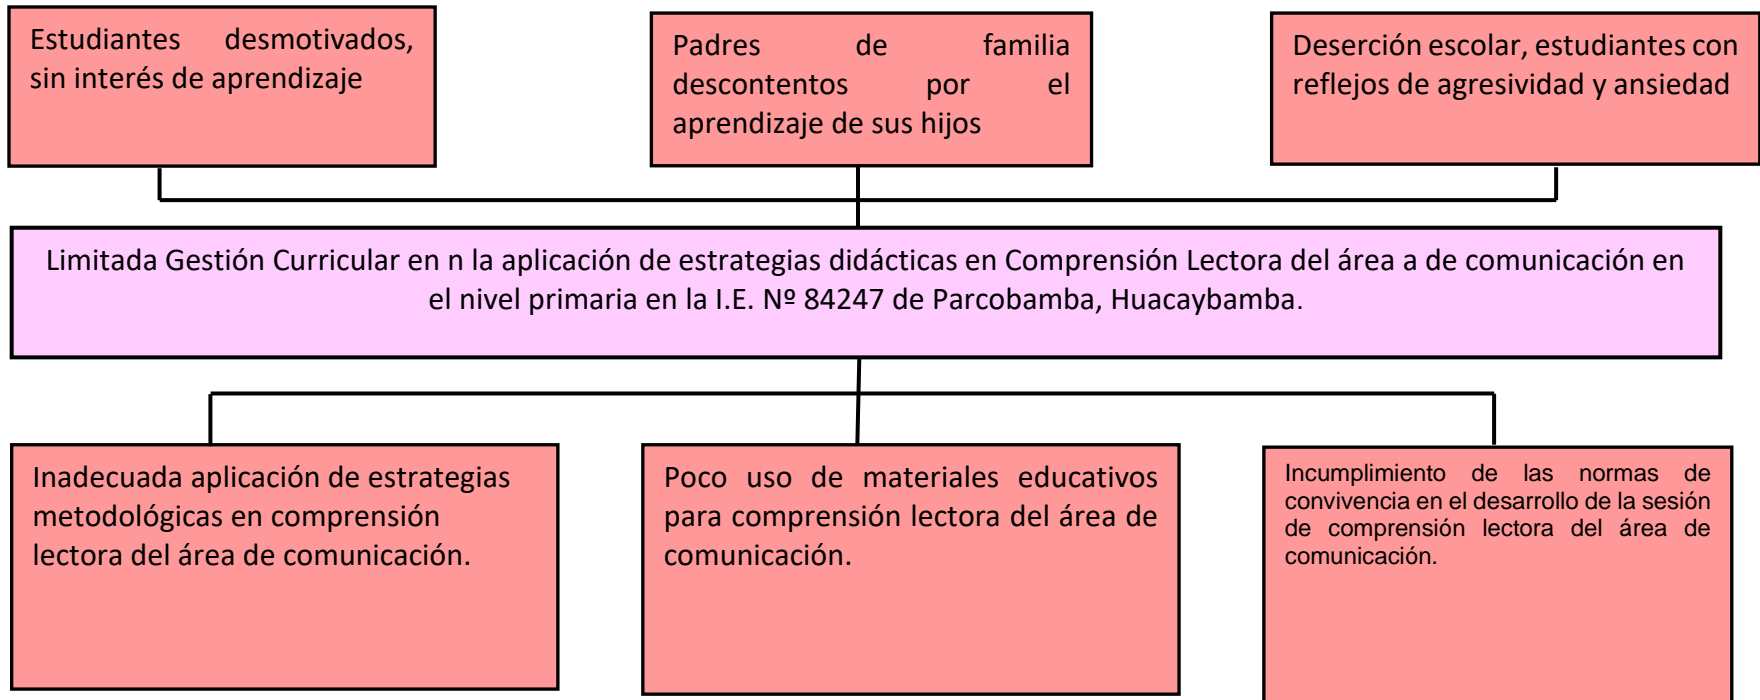 Estudiantes desmotivados,
sin interés de aprendizaje
Padres de familia
descontentos por el
aprendizaje de sus hijos
Deserción escolar, estudiantes con
reflejos de agresividad y ansiedad
Limitada Gestión Curricular en n la aplicación de estrategias didácticas en Comprensión Lectora del área a de comunicación en
el nivel primaria en la I.E. Nº 84247 de Parcobamba, Huacaybamba.
Inadecuada aplicación de estrategias
metodológicas en comprensión
lectora del área de comunicación.
Poco uso de materiales educativos
para comprensión lectora del área de
comunicación.
Incumplimiento de las normas de
convivencia en el desarrollo de la sesión
de comprensión lectora del área de
comunicación.